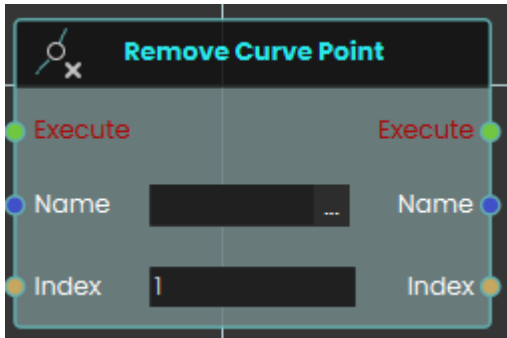 Remove Curve Point
Execute Execute
Name ... Name
Index 1 Index